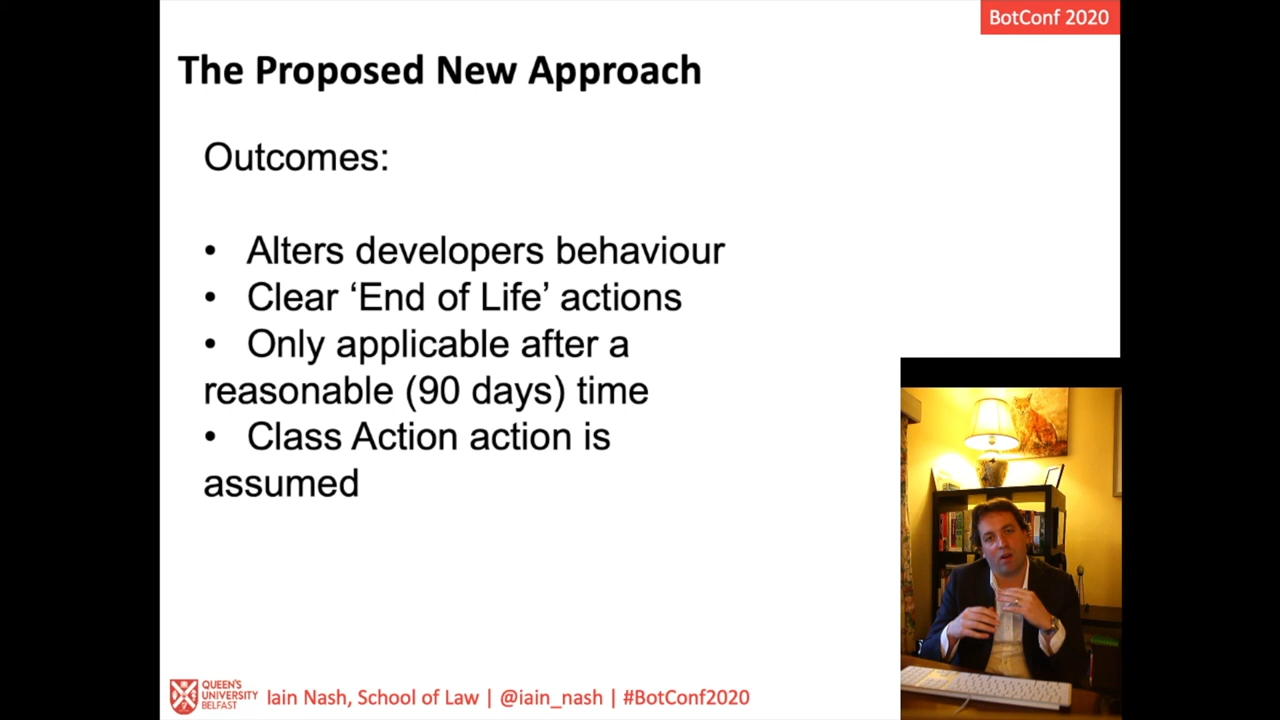 BotConf 2020
The Proposed New Approach
Outcomes:
• Alters developers behaviour
• Clear ‘End of Life’ actions
• Only applicable after a
reasonable (90 days) time
• Class Action action is
assumed
QUEEN'S
UNIVERSITY
BELFAST
Iain Nash, School of Law | @iain_nash | #BotConf2020